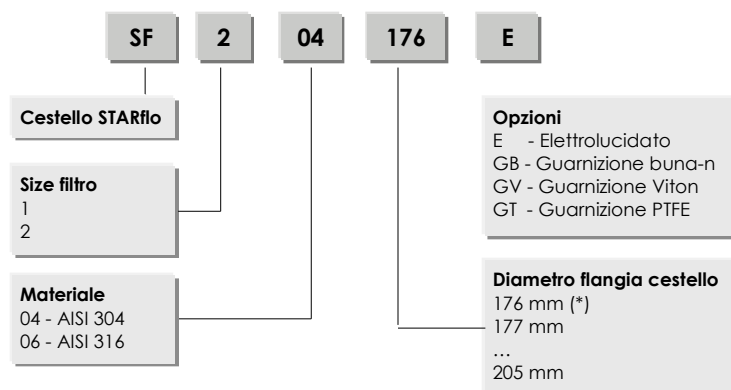 SF 2 04 176 E
Cestello STARflo
Size filtro
1
2
Materiale
04 - AISI 304
06 - AISI 316
Opzioni
E - Elettrolucidato
GB - Guarnizione buna-n
GV - Guarnizione Viton
GT - Guarnizione PTFE
Diametro flangia cestello
176 mm (*)
177 mm
...
205 mm